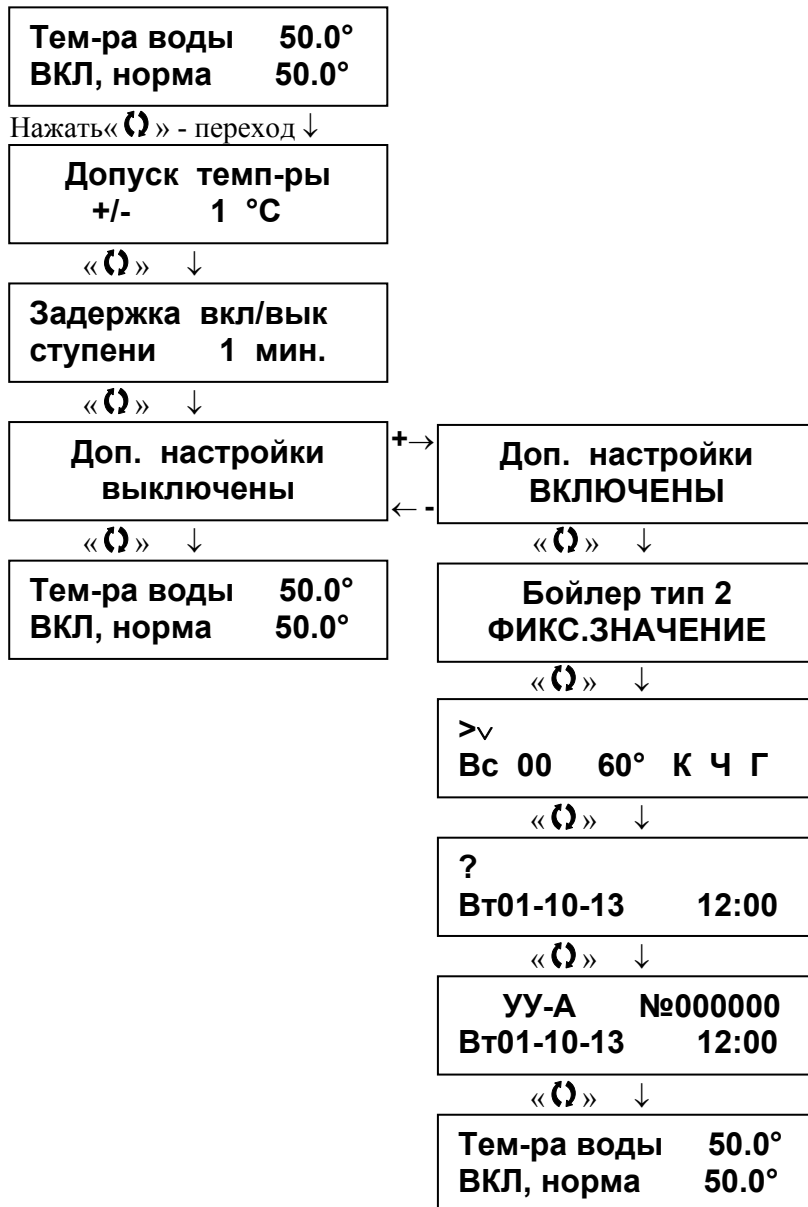 Тем-ра воды 50.0°
ВКЛ, норма 50.0°
Нажать« 🗘 » - переход ↓
Допуск темп-ры
+/- 1 °C
« 🗘 » ↓
Задержка вкл/вык
ступени 1 мин.
« 🗘 » ↓
Доп. настройки
выключены
« 🗘 » ↓
Тем-ра воды 50.0°
ВКЛ, норма 50.0°
+→
← -
Доп. настройки
ВКЛЮЧЕНЫ
« 🗘 » ↓
Бойлер тип 2
ФИКС.ЗНАЧЕНИЕ
« 🗘 » ↓
>˅
Вс 00 60° К Ч Г
« 🗘 » ↓
?
Вт01-10-13 12:00
« 🗘 » ↓
УУ-А №000000
Вт01-10-13 12:00
« 🗘 » ↓
Тем-ра воды 50.0°
ВКЛ, норма 50.0°